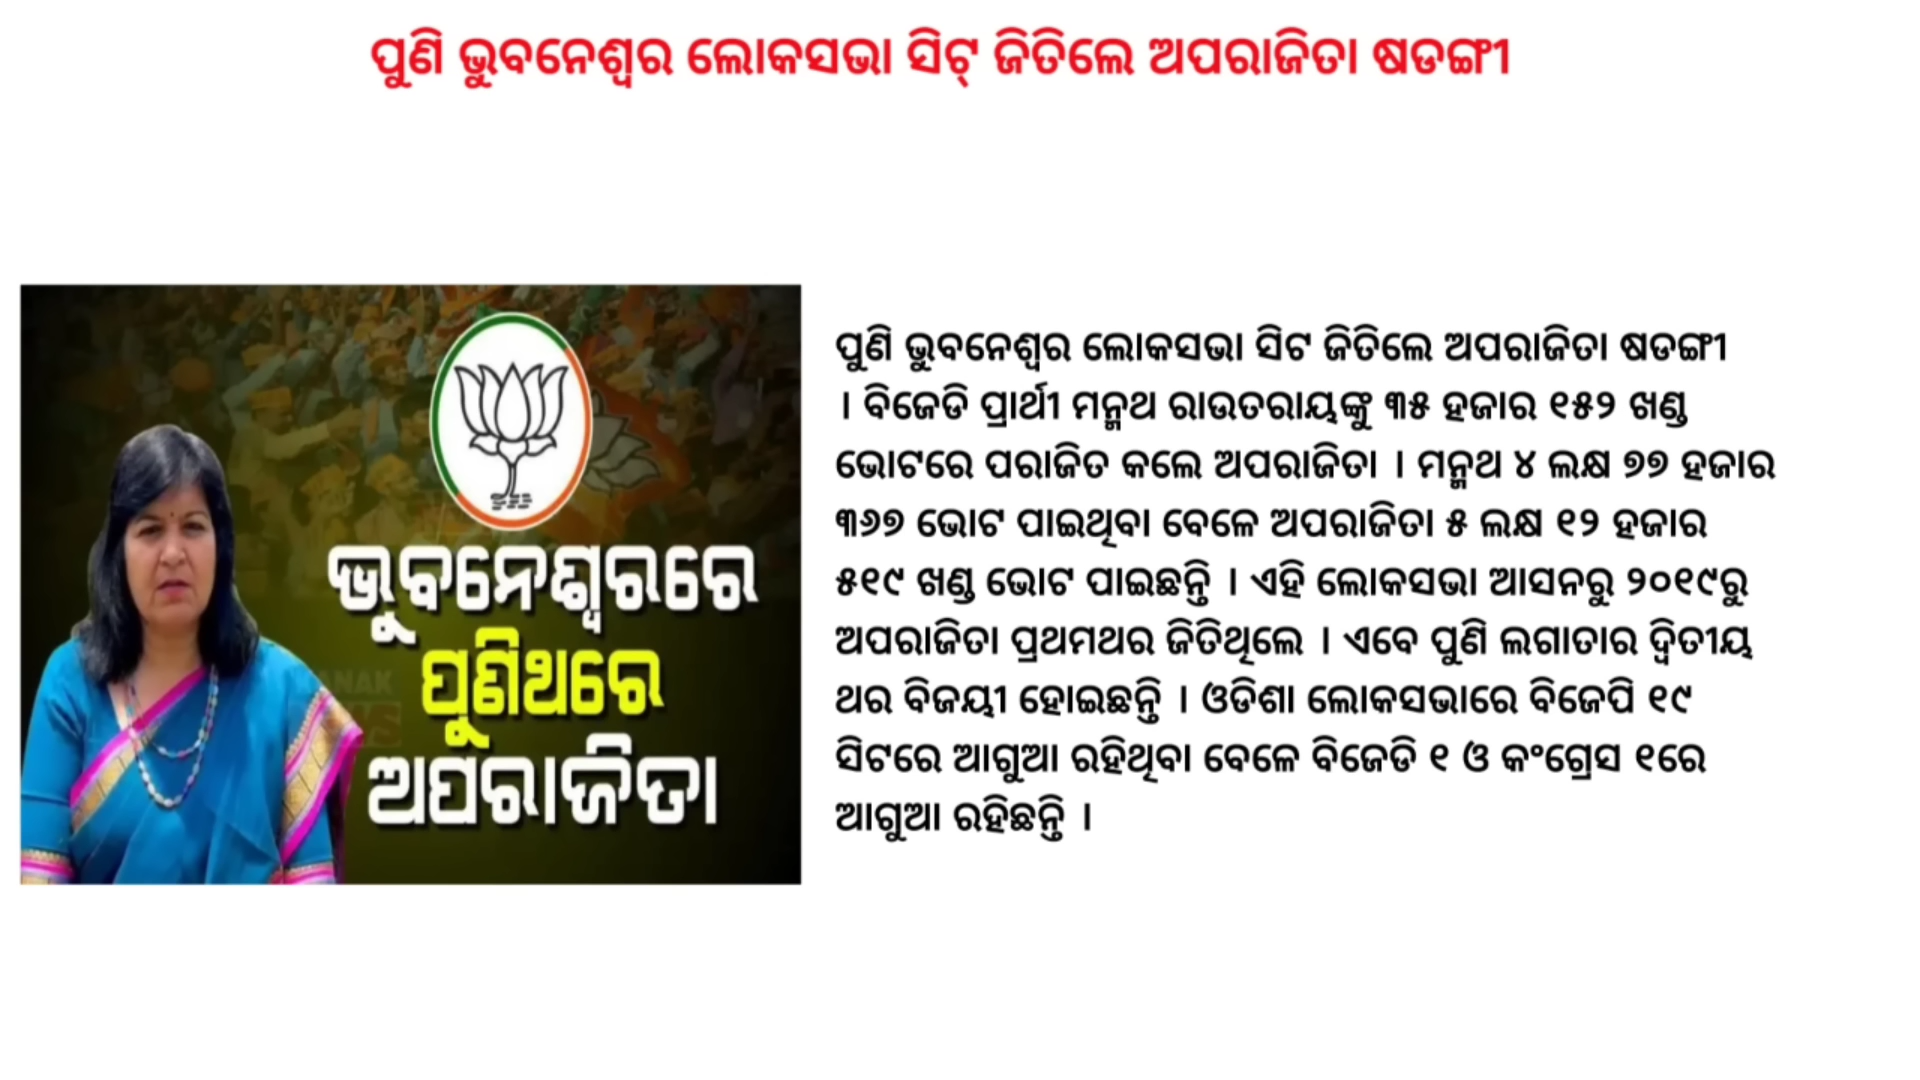 ପୁଣି ଭୁବନେଶ୍ୱର ଲୋକସଭା ସିଟ୍ ଜିତିଲେ ଅପରାଜିତା ଷଡଙ୍ଗୀ
ଭୁବନେଶ୍ୱରରେ
ପୁଣିଥରେ
ଅପରାଜିତା
ପୁଣି ଭୁବନେଶ୍ୱର ଲୋକସଭା ସିଟ ଜିତିଲେ ଅପରାଜିତା ଷଡଙ୍ଗୀ
। ବିଜେଡି ପ୍ରାର୍ଥୀ ମନ୍ମଥ ରାଉତରାୟଙ୍କୁ ୩୫ ହଜାର ୧୫୨ ଖଣ୍ଡ
ଭୋଟରେ ପରାଜିତ କଲେ ଅପରାଜିତା । ମନ୍ମଥ ୪ ଲକ୍ଷ ୭୭ ହଜାର
୩୬୭ ଭୋଟ ପାଇଥିବା ବେଳେ ଅପରାଜିତା ୫ ଲକ୍ଷ ୧୨ ହଜାର
୫୧୯ ଖଣ୍ଡ ଭୋଟ ପାଇଛନ୍ତି । ଏହି ଲୋକସଭା ଆସନରୁ ୨୦୧୯ରୁ
ଅପରାଜିତା ପ୍ରଥମଥର ଜିତିଥିଲେ । ଏବେ ପୁଣି ଲଗାତାର ଦ୍ୱିତୀୟ
ଥର ବିଜୟୀ ହୋଇଛନ୍ତି । ଓଡିଶା ଲୋକସଭାରେ ବିଜେପି ୧୯
ସିଟରେ ଆଗୁଆ ରହିଥିବା ବେଳେ ବିଜେଡି ୧ ଓ କଂଗ୍ରେସ ୧ରେ
ଆଗୁଆ ରହିଛନ୍ତି ।